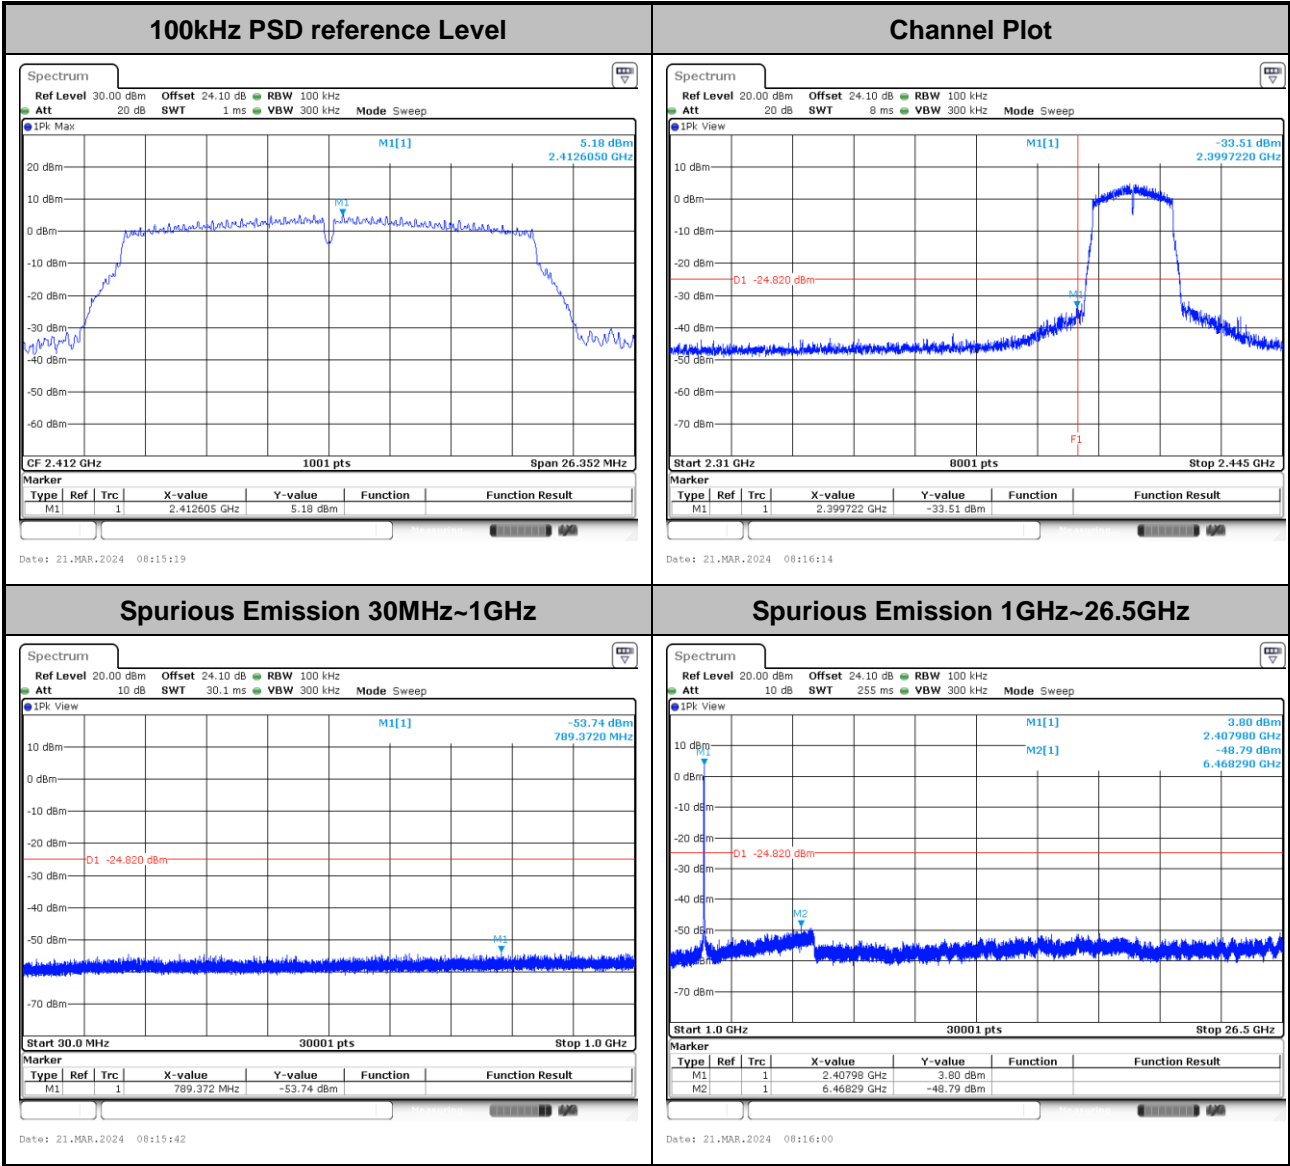 100kHz PSD reference Level
Spectrum
Ref Level 30.00 dBm Offset 24.10 dB RBW 100 kHz
Att 20 dB SWT 1 ms VBW 300 kHz Mode Sweep
1Pk Max
M1[1] 5.18 dBm
2.4126050 GHz
20 dBm
10 dBm
M1
0 dBm
-10 dBm
-20 dBm
-30 dBm
-40 dBm
-50 dBm
-60 dBm
CF 2.412 GHz 1001 pts Span 26.352 MHz
Marker
Type Ref Trc X-value Y-value Function Function Result
M1 1 2.412605 GHz 5.18 dBm
Date: 21.MAR.2024 08:15:19
Channel Plot
Spectrum
Ref Level 20.00 dBm Offset 24.10 dB RBW 100 kHz
Att 20 dB SWT 8 ms VBW 300 kHz Mode Sweep
1Pk View
M1[1] -33.51 dBm
2.3997220 GHz
10 dBm
0 dBm
-10 dBm
-20 dBm
D1 -24.820 dBm
-30 dBm
M1
-40 dBm
-50 dBm
-60 dBm
-70 dBm
F1
Start 2.31 GHz 8001 pts Stop 2.445 GHz
Marker
Type Ref Trc X-value Y-value Function Function Result
M1 1 2.399722 GHz -33.51 dBm
Date: 21.MAR.2024 08:16:14
Spurious Emission 30MHz~1GHz
Spectrum
Ref Level 20.00 dBm Offset 24.10 dB RBW 100 kHz
Att 10 dB SWT 30.1 ms VBW 300 kHz Mode Sweep
1Pk View
M1[1] -53.74 dBm
789.3720 MHz
10 dBm
0 dBm
-10 dBm
-20 dBm
D1 -24.820 dBm
-30 dBm
-40 dBm
-50 dBm
M1
-70 dBm
Start 30.0 MHz 30001 pts Stop 1.0 GHz
Marker
Type Ref Trc X-value Y-value Function Function Result
M1 1 789.372 MHz -53.74 dBm
Date: 21.MAR.2024 08:15:42
Spurious Emission 1GHz~26.5GHz
Spectrum
Ref Level 20.00 dBm Offset 24.10 dB RBW 100 kHz
Att 10 dB SWT 255 ms VBW 300 kHz Mode Sweep
1Pk View
M1[1] 3.80 dBm
2.407980 GHz
M2[1] -48.79 dBm
6.468290 GHz
10 dBm
M1
0 dBm
-10 dBm
-20 dBm
D1 -24.820 dBm
-30 dBm
-40 dBm
M2
-50 dBm
-70 dBm
Start 1.0 GHz 30001 pts Stop 26.5 GHz
Marker
Type Ref Trc X-value Y-value Function Function Result
M1 1 2.40798 GHz 3.80 dBm
M2 1 6.46829 GHz -48.79 dBm
Date: 21.MAR.2024 08:16:00